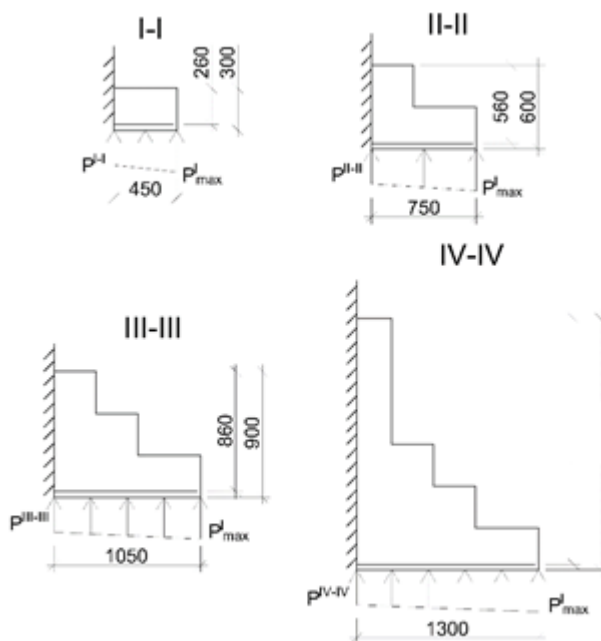 I-I
260
300
P^I-I
P^I_max
450
II-II
560
600
P^II-II
P^I_max
750
III-III
860
900
P^III-III
P^I_max
1050
IV-IV
P^IV-IV
P^I_max
1300